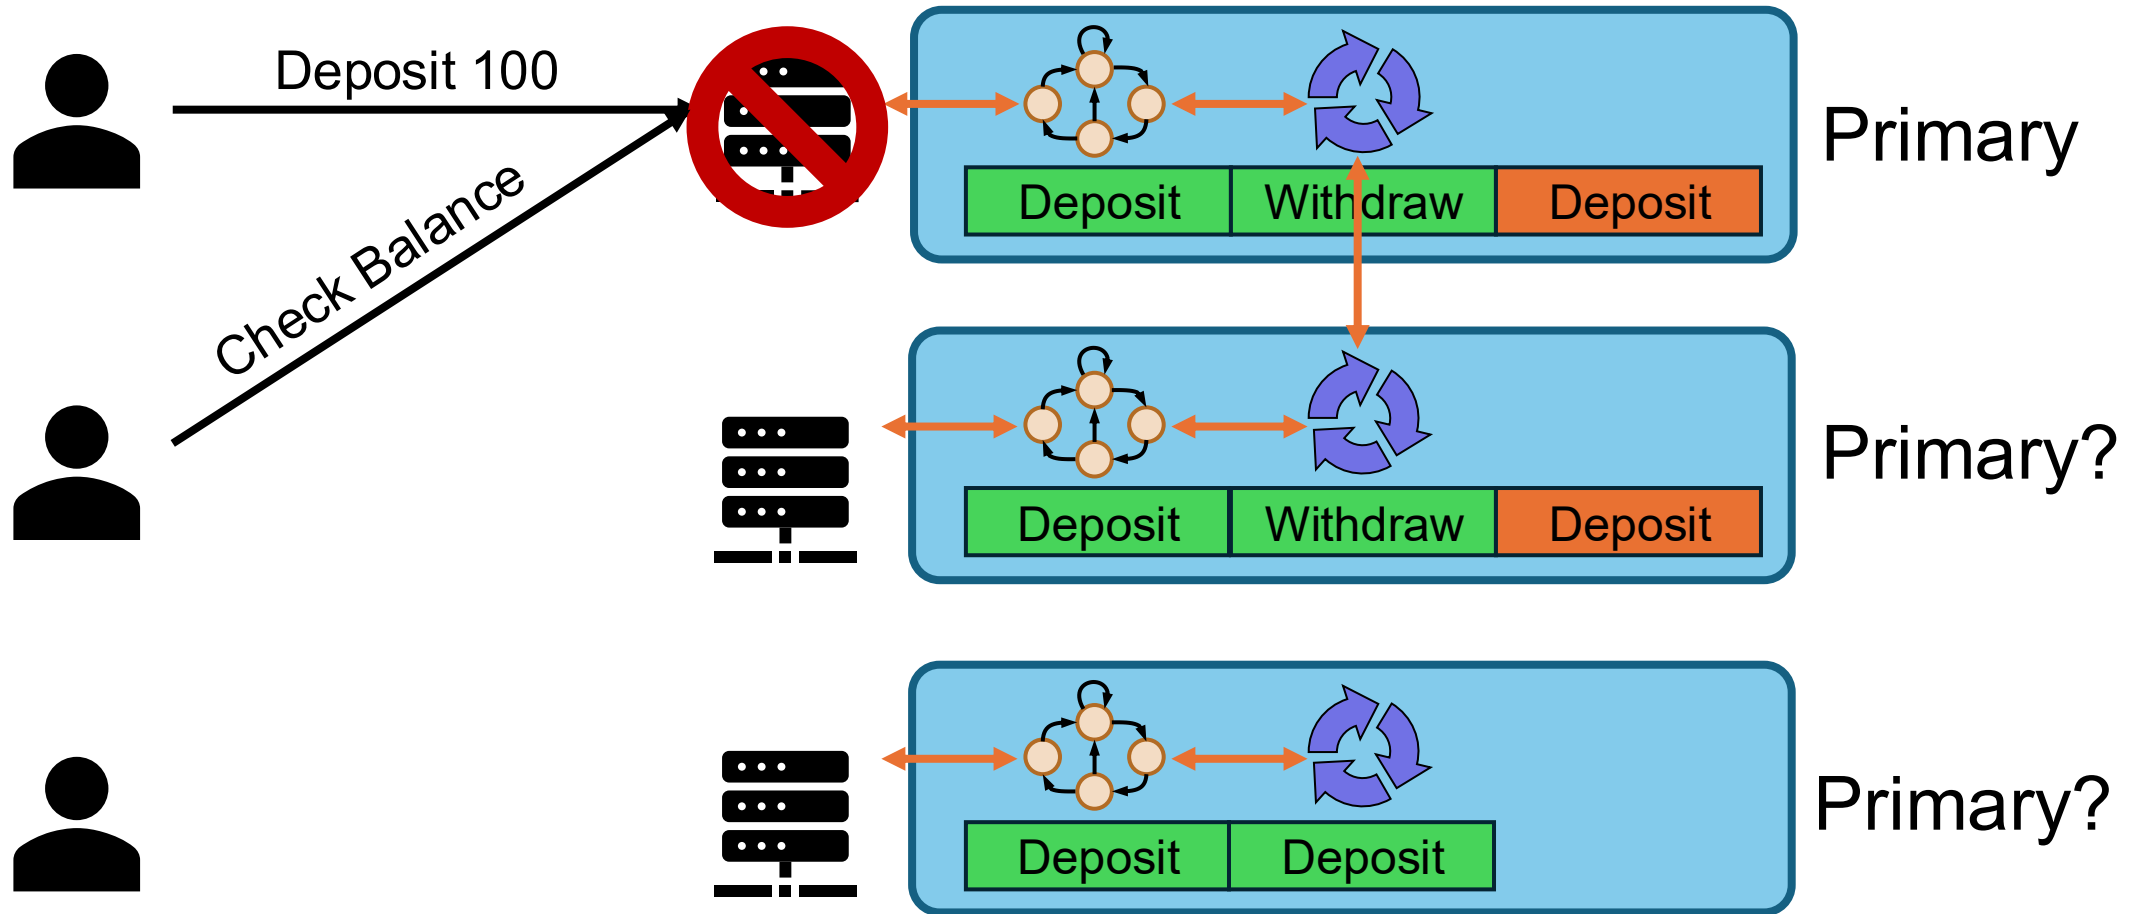 Deposit 100
Check Balance
Deposit Withdraw Deposit
Primary
Deposit Withdraw Deposit
Primary?
Deposit Deposit
Primary?